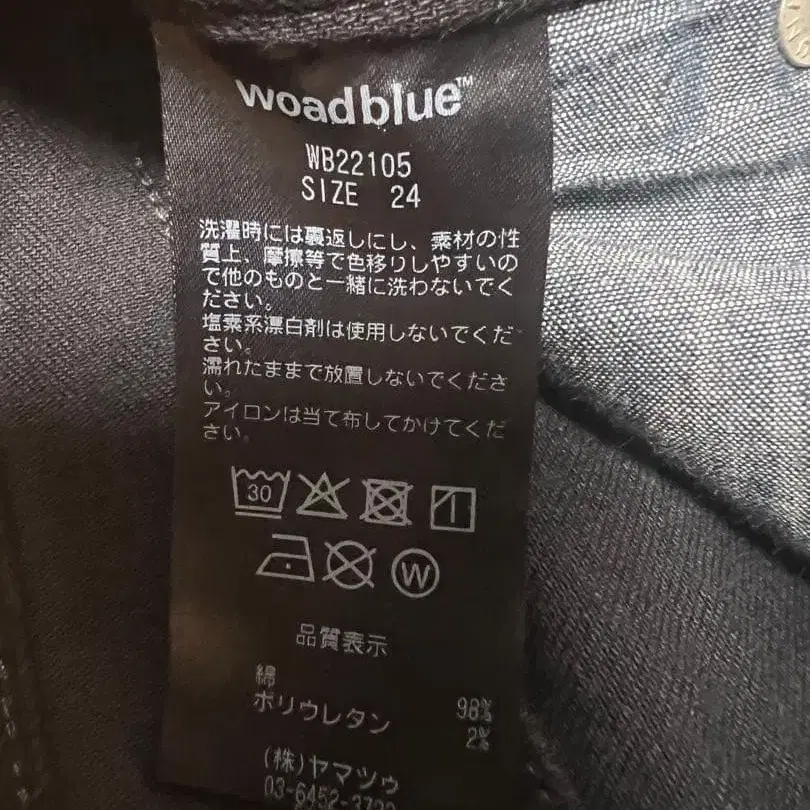 woadblue™
WB22105
SIZE 24
洗濯時には裏返しにし、素材の性
質上、摩擦等で色移りしやすいの
で他のものと一緒に洗わないでく
ださい。
塩素系漂白剤は使用しないでくだ
さい。
濡れたままで放置しないでくださ
い。
アイロンは当て布してかけてくだ
さい。
30
W
品質表示
綿 98%
ポリウレタン 2%
(株)ヤマツゥ
03-6452-